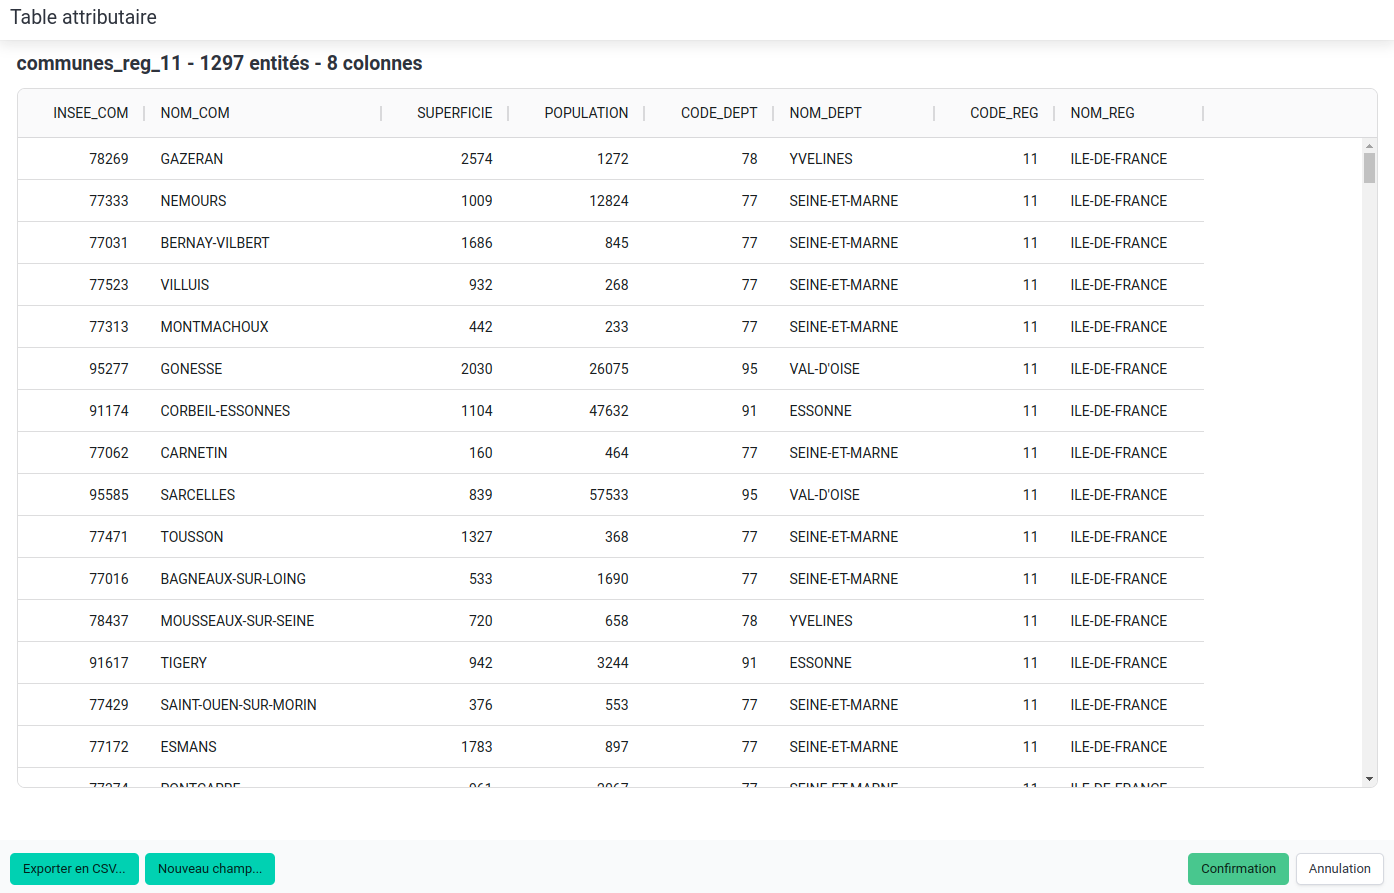 Table attributaire
communes_reg_11 - 1297 entités - 8 colonnes
INSEE_COM NOM_COM SUPERFICIE POPULATION CODE_DEPT NOM_DEPT CODE_REG NOM_REG
78269 GAZERAN 2574 1272 78 YVELINES 11 ILE-DE-FRANCE
77333 NEMOURS 1009 12824 77 SEINE-ET-MARNE 11 ILE-DE-FRANCE
77031 BERNAY-VILBERT 1686 845 77 SEINE-ET-MARNE 11 ILE-DE-FRANCE
77523 VILLUIS 932 268 77 SEINE-ET-MARNE 11 ILE-DE-FRANCE
77313 MONTMACHOUX 442 233 77 SEINE-ET-MARNE 11 ILE-DE-FRANCE
95277 GONESSE 2030 26075 95 VAL-D'OISE 11 ILE-DE-FRANCE
91174 CORBEIL-ESSONNES 1104 47632 91 ESSONNE 11 ILE-DE-FRANCE
77062 CARNETIN 160 464 77 SEINE-ET-MARNE 11 ILE-DE-FRANCE
95585 SARCELLES 839 57533 95 VAL-D'OISE 11 ILE-DE-FRANCE
77471 TOUSSON 1327 368 77 SEINE-ET-MARNE 11 ILE-DE-FRANCE
77016 BAGNEAUX-SUR-LOING 533 1690 77 SEINE-ET-MARNE 11 ILE-DE-FRANCE
78437 MOUSSEAUX-SUR-SEINE 720 658 78 YVELINES 11 ILE-DE-FRANCE
91617 TIGERY 942 3244 91 ESSONNE 11 ILE-DE-FRANCE
77429 SAINT-OUEN-SUR-MORIN 376 553 77 SEINE-ET-MARNE 11 ILE-DE-FRANCE
77172 ESMANS 1783 897 77 SEINE-ET-MARNE 11 ILE-DE-FRANCE
77 SEINE-ET-MARNE 11 ILE-DE-FRANCE
Exporter en CSV... Nouveau champ... Confirmation Annulation